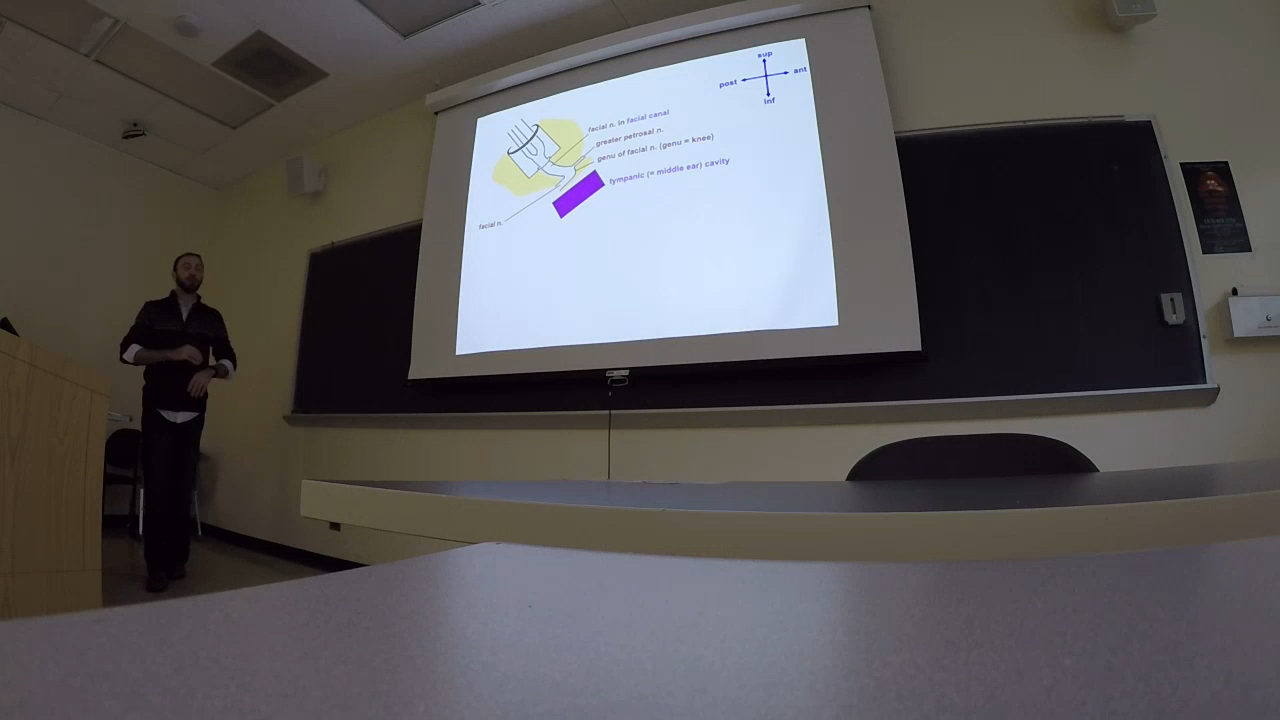 sup
post
ant
inf
facial n. in facial canal
greater petrosal n.
genu of facial n. (genu = knee)
tympanic (= middle ear) cavity
facial n.